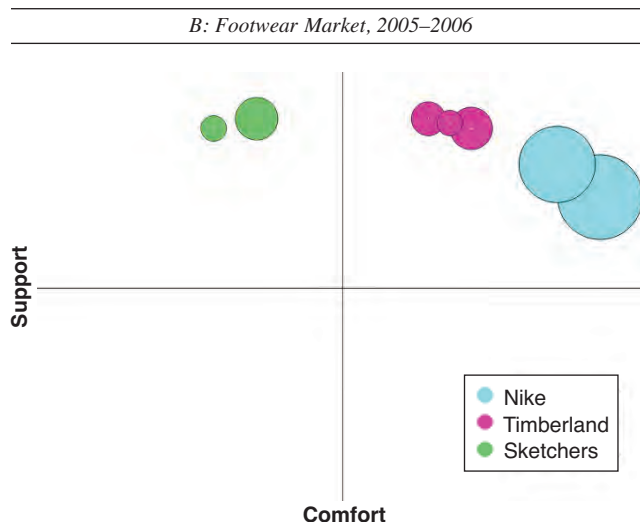 B: Footwear Market, 2005–2006
Support
Nike
Timberland
Sketchers
Comfort